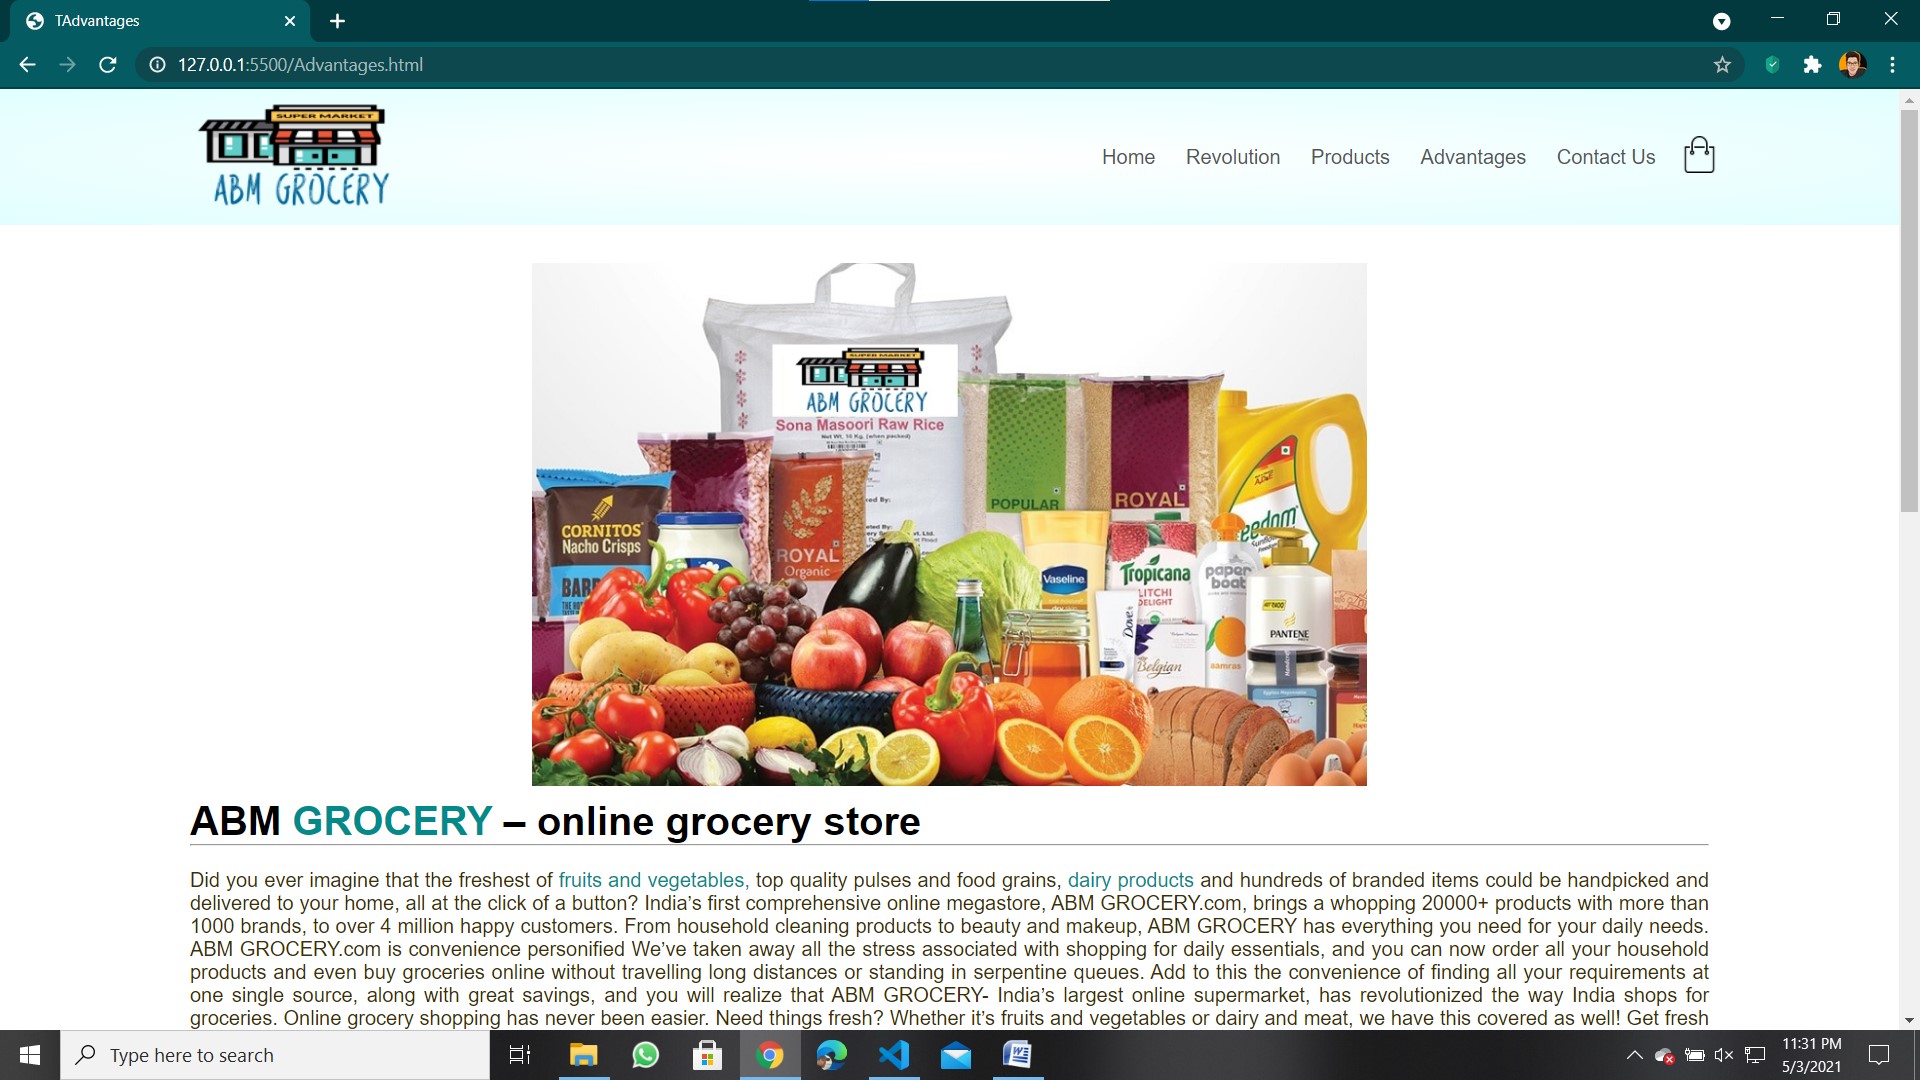 TAdvantages
127.0.0.1:5500/Advantages.html
SUPER MARKET
ABM GROCERY
Home Revolution Products Advantages Contact Us
SUPER MARKET
ABM GROCERY
Sona Masoori Raw Rice
Net Wt. 10 Kg. (when packed)
POPULAR
ROYAL
CORNITOS
Nacho Crisps
ROYAL
Organic
Vaseline
Tropicana
LITCHI
DELIGHT
paper
boat
aamras
Dove
Belgian
PANTENE
ABM GROCERY – online grocery store
Did you ever imagine that the freshest of fruits and vegetables, top quality pulses and food grains, dairy products and hundreds of branded items could be handpicked and
delivered to your home, all at the click of a button? India’s first comprehensive online megastore, ABM GROCERY.com, brings a whopping 20000+ products with more than
1000 brands, to over 4 million happy customers. From household cleaning products to beauty and makeup, ABM GROCERY has everything you need for your daily needs.
ABM GROCERY.com is convenience personified We’ve taken away all the stress associated with shopping for daily essentials, and you can now order all your household
products and even buy groceries online without travelling long distances or standing in serpentine queues. Add to this the convenience of finding all your requirements at
one single source, along with great savings, and you will realize that ABM GROCERY- India’s largest online supermarket, has revolutionized the way India shops for
groceries. Online grocery shopping has never been easier. Need things fresh? Whether it’s fruits and vegetables or dairy and meat, we have this covered as well! Get fresh
Type here to search
11:31 PM
5/3/2021